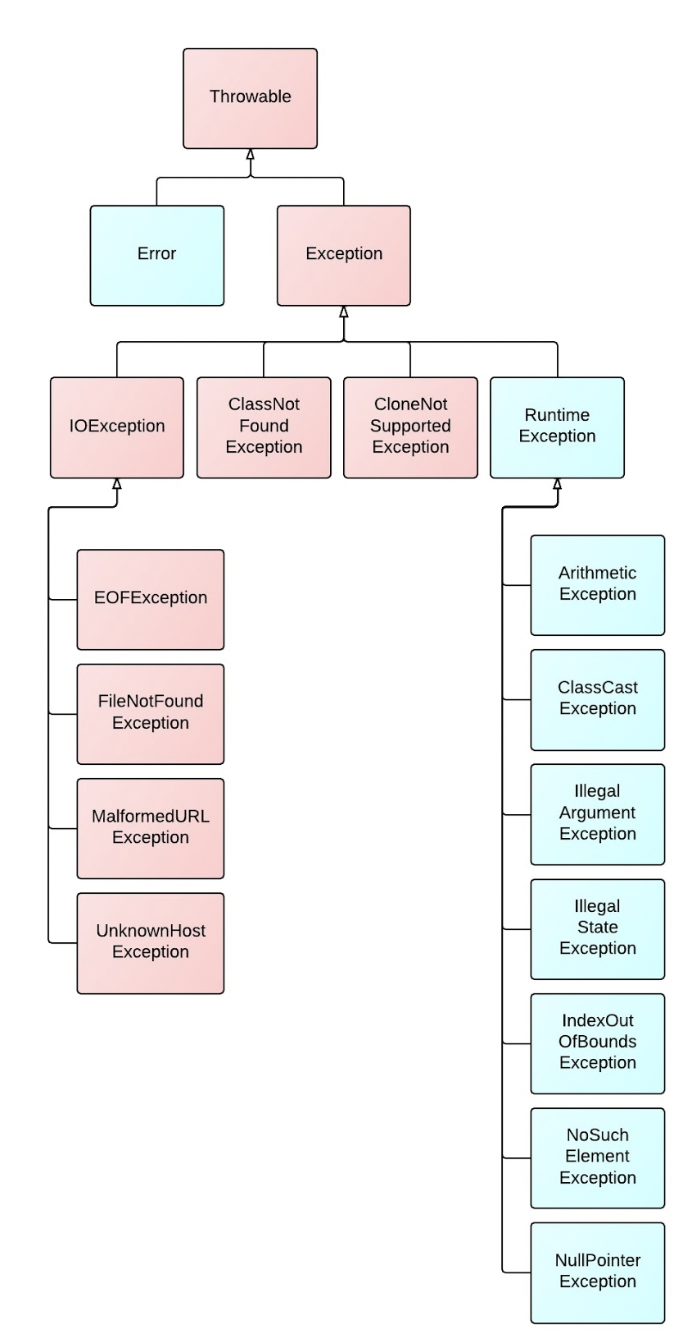 Throwable
Error
Exception
IOException
ClassNot
Found
Exception
CloneNot
Supported
Exception
Runtime
Exception
EOFException
FileNotFound
Exception
MalformedURL
Exception
UnknownHost
Exception
Arithmetic
Exception
ClassCast
Exception
Illegal
Argument
Exception
Illegal
State
Exception
IndexOut
OfBounds
Exception
NoSuch
Element
Exception
NullPointer
Exception